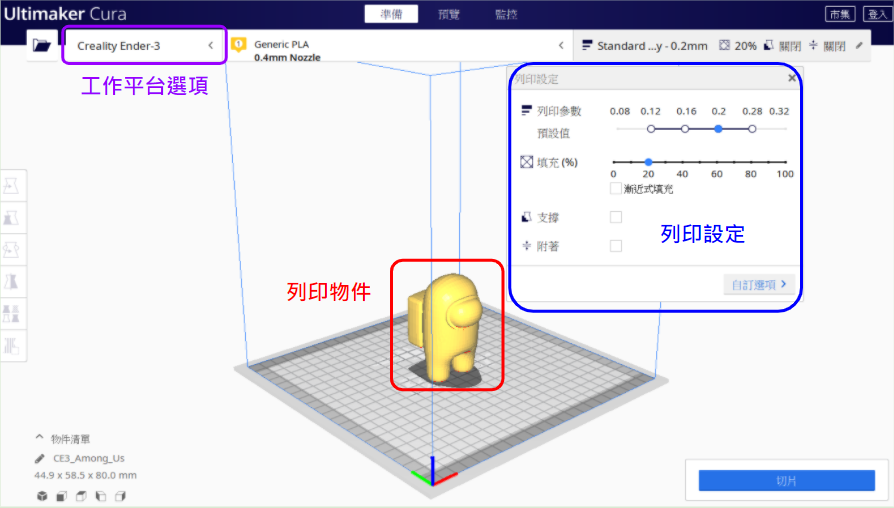 Ultimaker Cura
準備
預覽
監控
市集
登入
Creality Ender-3
1
Generic PLA
0.4mm Nozzle
Standard ...y - 0.2mm
20%
關閉
關閉
工作平台選項
列印設定
列印參數
0.08 0.12 0.16 0.2 0.28 0.32
預設值
填充 (%)
0 20 40 60 80 100
漸近式填充
支撐
列印設定
附著
自訂選項
列印物件
物件清單
CE3_Among_Us
44.9 x 58.5 x 80.0 mm
切片